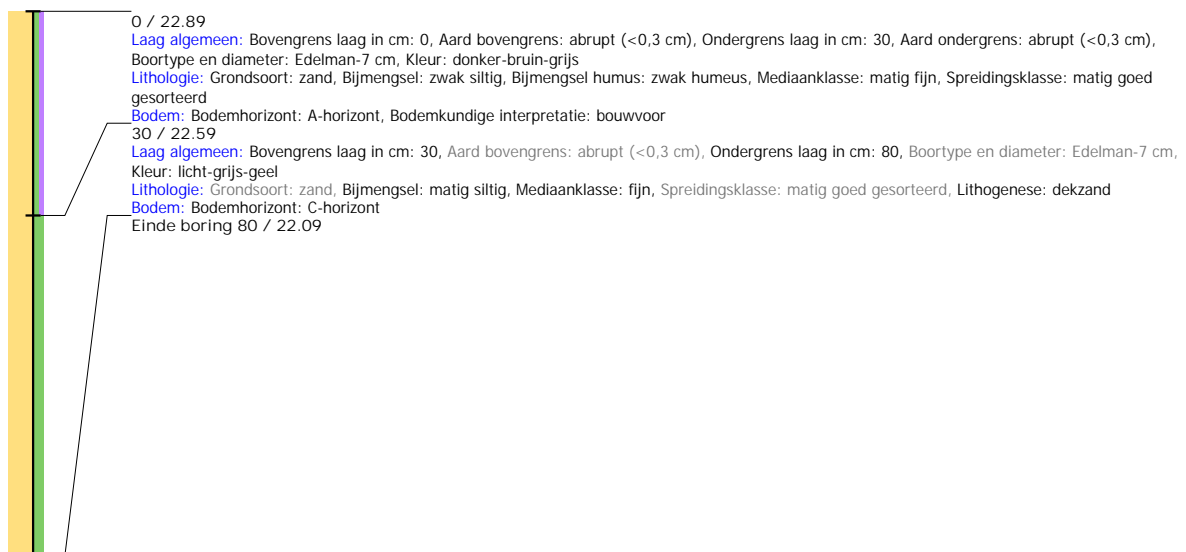 0 / 22.89
Laag algemeen: Bovengrens laag in cm: 0, Aard bovengrens: abrupt (<0,3 cm), Ondergrens laag in cm: 30, Aard ondergrens: abrupt (<0,3 cm),
Boortype en diameter: Edelman-7 cm, Kleur: donker-bruin-grijs
Lithologie: Grondsoort: zand, Bijmengsel: zwak siltig, Bijmengsel humus: zwak humeus, Mediaanklasse: matig fijn, Spreidingsklasse: matig goed
gesorteerd
Bodem: Bodemhorizont: A-horizont, Bodemkundige interpretatie: bouwvoor
30 / 22.59
Laag algemeen: Bovengrens laag in cm: 30, Aard bovengrens: abrupt (<0,3 cm), Ondergrens laag in cm: 80, Boortype en diameter: Edelman-7 cm,
Kleur: licht-grijs-geel
Lithologie: Grondsoort: zand, Bijmengsel: matig siltig, Mediaanklasse: fijn, Spreidingsklasse: matig goed gesorteerd, Lithogenese: dekzand
Bodem: Bodemhorizont: C-horizont
Einde boring 80 / 22.09